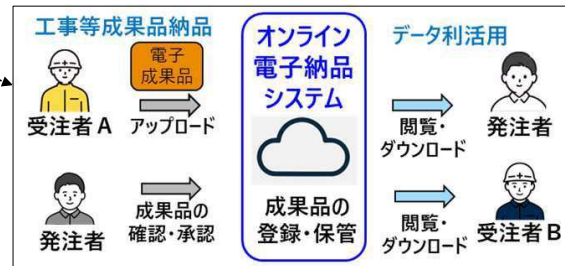 工事等成果品納品
電子
成果品
受注者A
アップロード
発注者
成果品の
確認・承認
オンライン
電子納品
システム
成果品の
登録・保管
データ利活用
閲覧・
ダウンロード
発注者
閲覧・
ダウンロード
受注者B